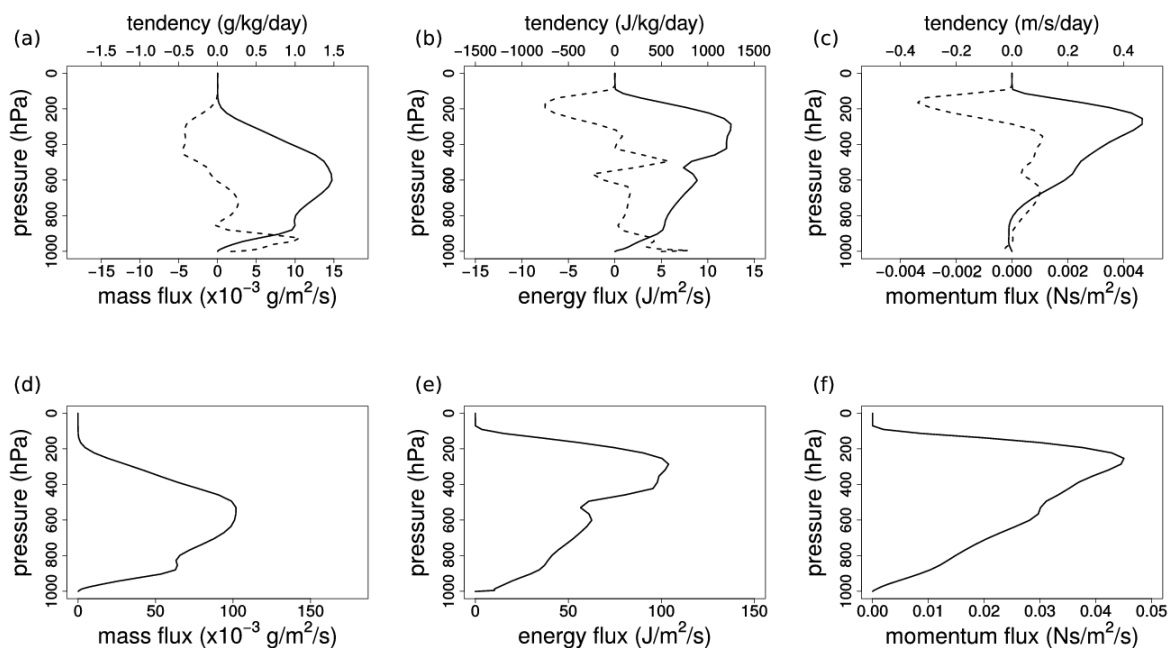 tendency (g/kg/day)
(a)
−1.5 −1.0 −0.5 0.0 0.5 1.0 1.5
pressure (hPa)
0 200 400 600 800 1000
−15 −10 −5 0 5 10 15
mass flux (x10⁻³ g/m²/s)
tendency (J/kg/day)
(b)
−1500 −1000 −500 0 500 1000 1500
pressure (hPa)
0 200 400 600 800 1000
−15 −10 −5 0 5 10 15
energy flux (J/m²/s)
tendency (m/s/day)
(c)
−0.4 −0.2 0.0 0.2 0.4
pressure (hPa)
0 200 400 600 800 1000
−0.004 −0.002 0.000 0.002 0.004
momentum flux (Ns/m²/s)
(d)
pressure (hPa)
0 200 400 600 800 1000
0 50 100 150
mass flux (x10⁻³ g/m²/s)
(e)
pressure (hPa)
0 200 400 600 800 1000
0 50 100 150
energy flux (J/m²/s)
(f)
pressure (hPa)
0 200 400 600 800 1000
0.00 0.01 0.02 0.03 0.04 0.05
momentum flux (Ns/m²/s)